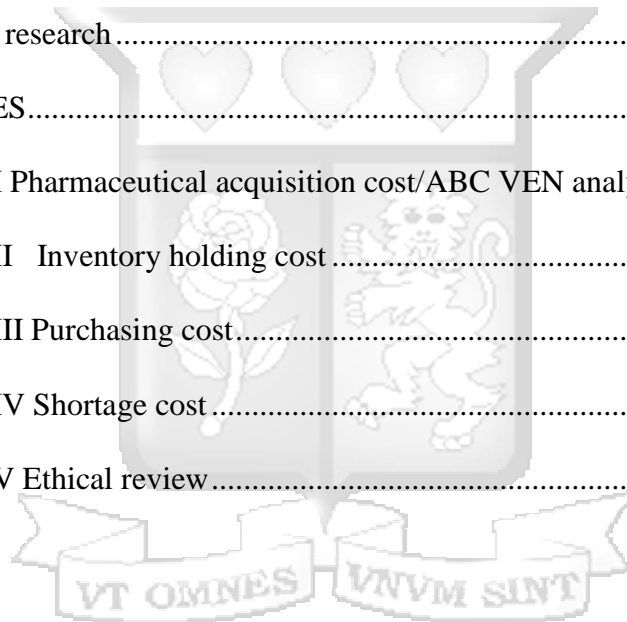 research....................................................................
ES...............................................................................
I Pharmaceutical acquisition cost/ABC VEN analy
II Inventory holding cost..........................................
III Purchasing cost........................................................
IV Shortage cost...........................................................
V Ethical review...........................................................
VT OMNES VNVM SINT